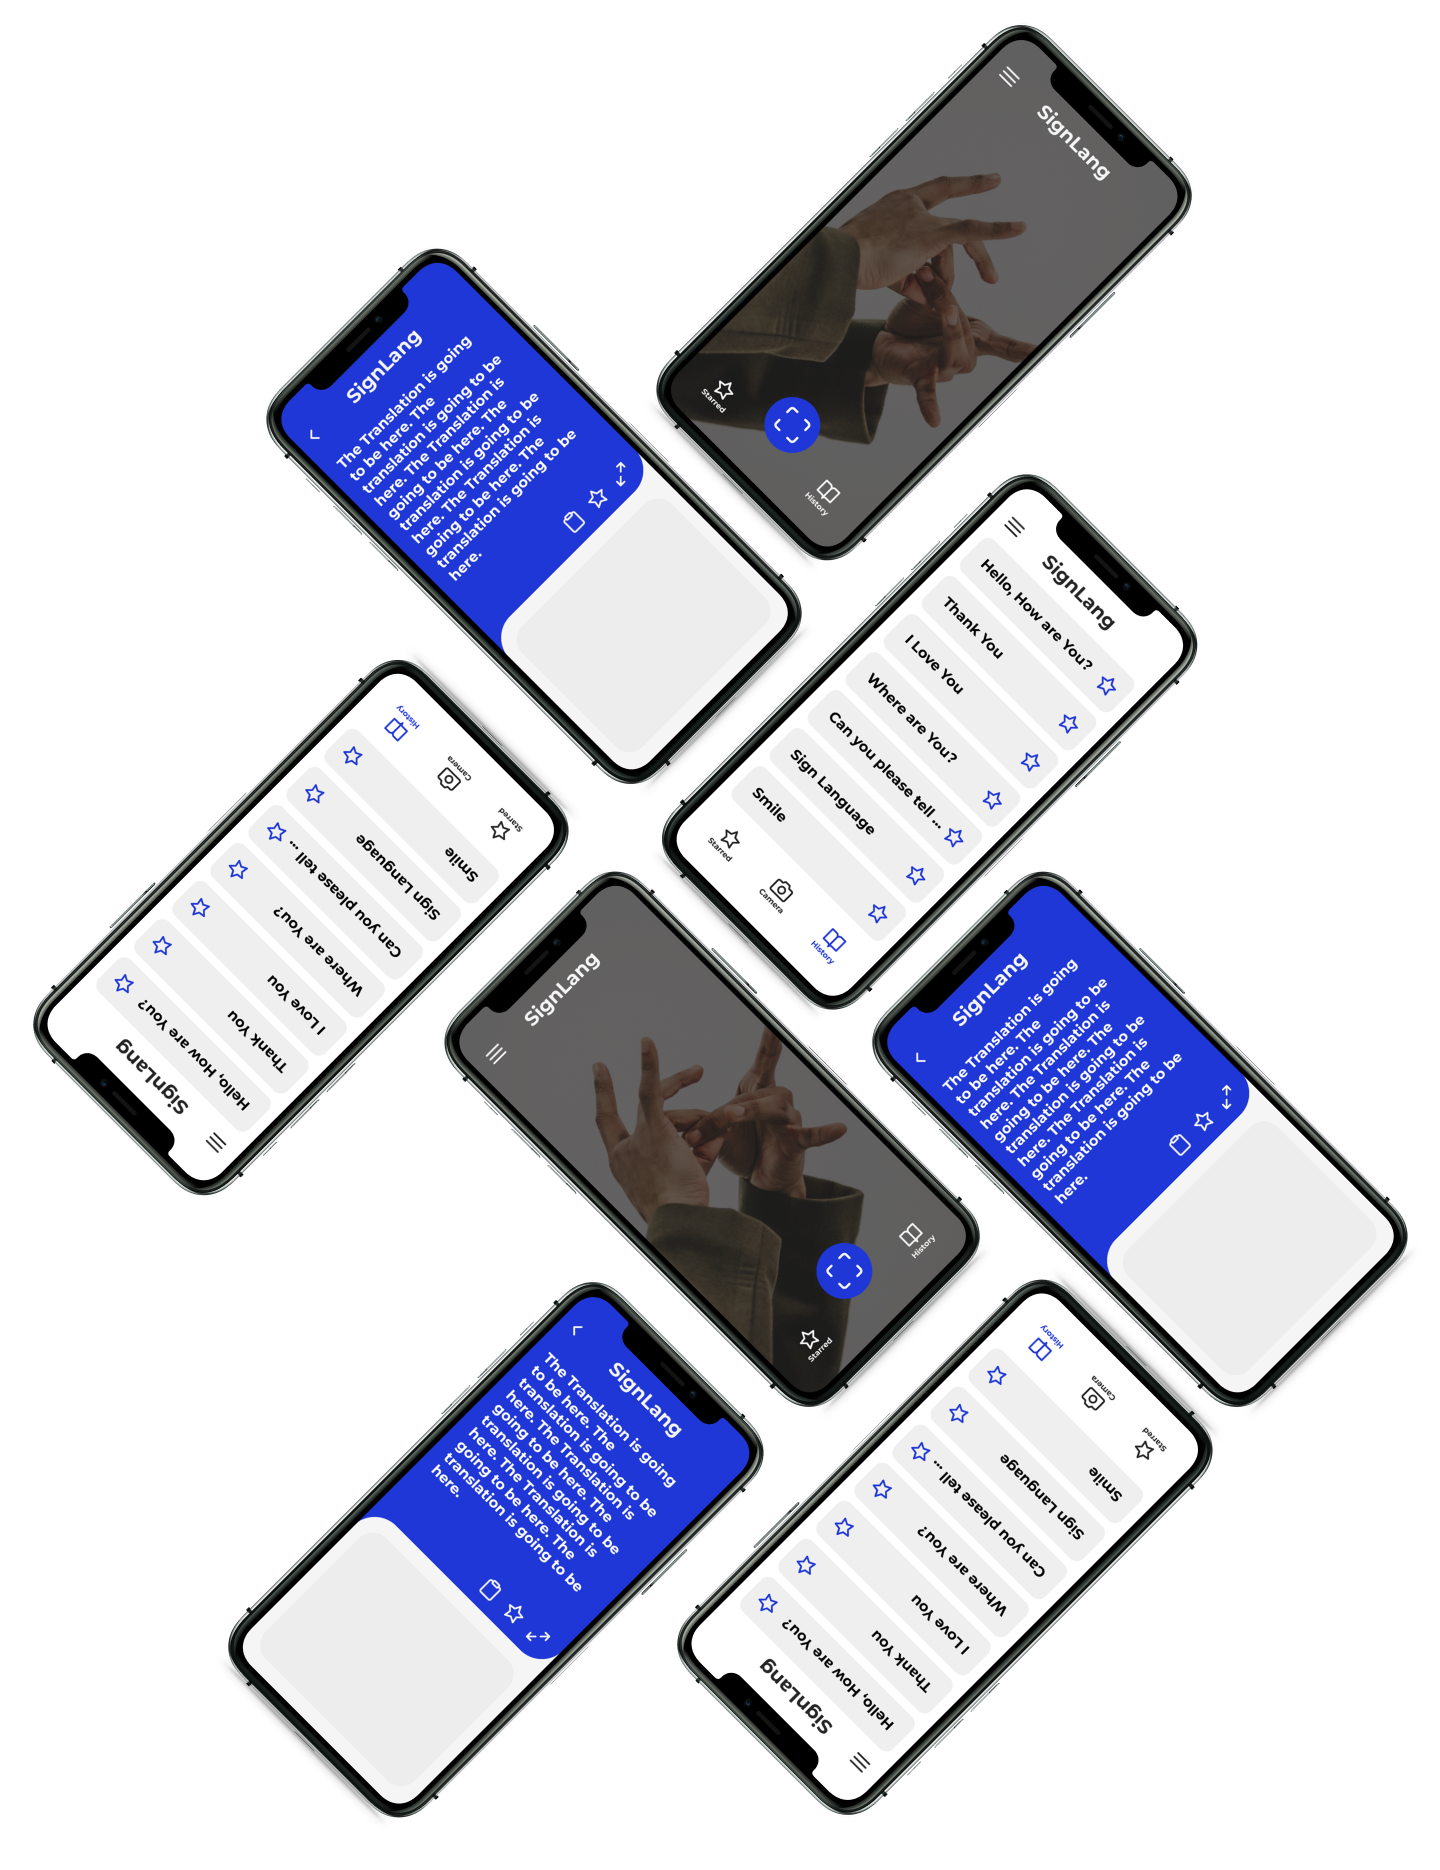 SignLang
Starred
History
SignLang
The Translation is going
to be here. The
translation is going to be
here. The Translation is
going to be here. The
translation is going to be
here. The Translation is
going to be here. The
translation is going to be
here.
SignLang
Hello, How are You?
Thank You
I Love You
Where are You?
Can you please tell ...
Sign Language
Smile
Starred
Camera
History
SignLang
Hello, How are You?
Thank You
I Love You
Where are You?
Can you please tell ...
Sign Language
Smile
Starred
Camera
History
SignLang
Starred
History
SignLang
The Translation is going
to be here. The
translation is going to be
here. The Translation is
going to be here. The
translation is going to be
here. The Translation is
going to be here. The
translation is going to be
here.
SignLang
The Translation is going
to be here. The
translation is going to be
here. The Translation is
going to be here. The
translation is going to be
here. The Translation is
going to be here. The
translation is going to be
here.
SignLang
Hello, How are You?
Thank You
I Love You
Where are You?
Can you please tell ...
Sign Language
Smile
Starred
Camera
History